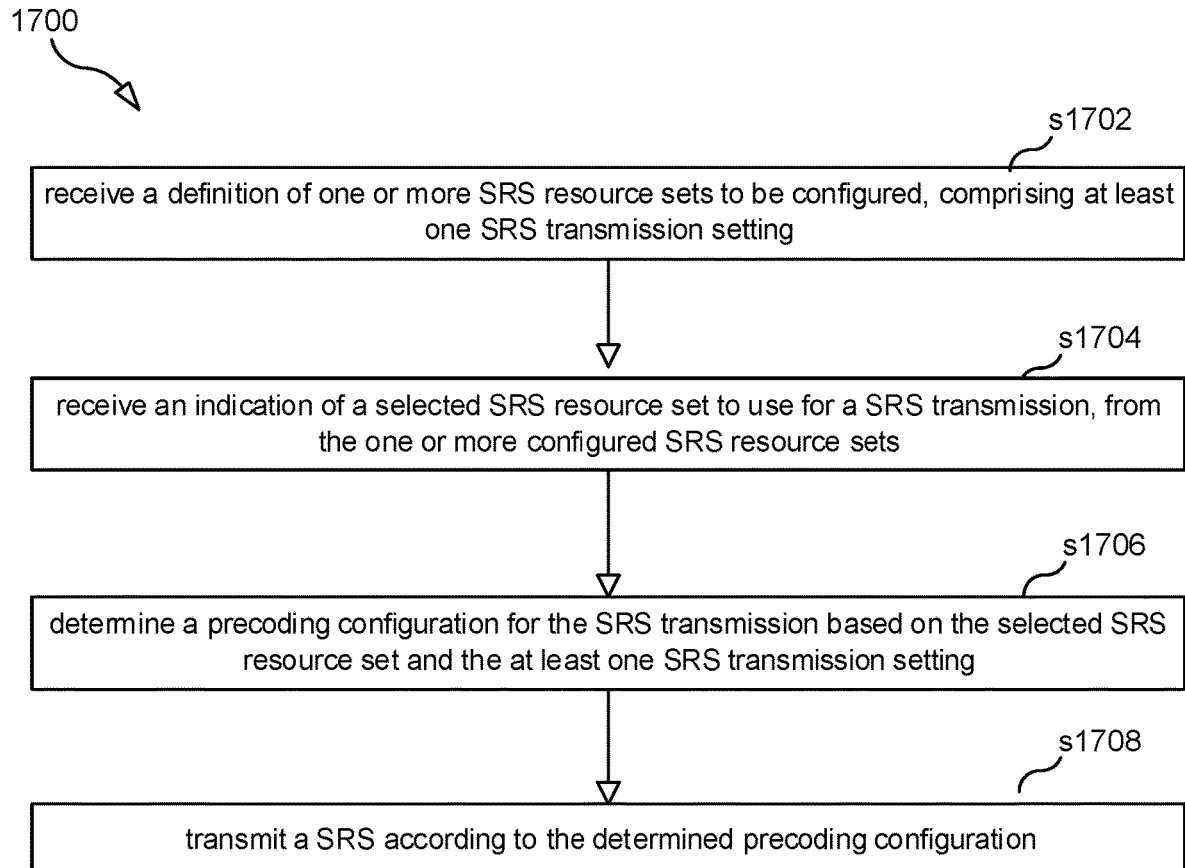 1700
s1702
receive a definition of one or more SRS resource sets to be configured, comprising at least
one SRS transmission setting
s1704
receive an indication of a selected SRS resource set to use for a SRS transmission, from
the one or more configured SRS resource sets
s1706
determine a precoding configuration for the SRS transmission based on the selected SRS
resource set and the at least one SRS transmission setting
s1708
transmit a SRS according to the determined precoding configuration